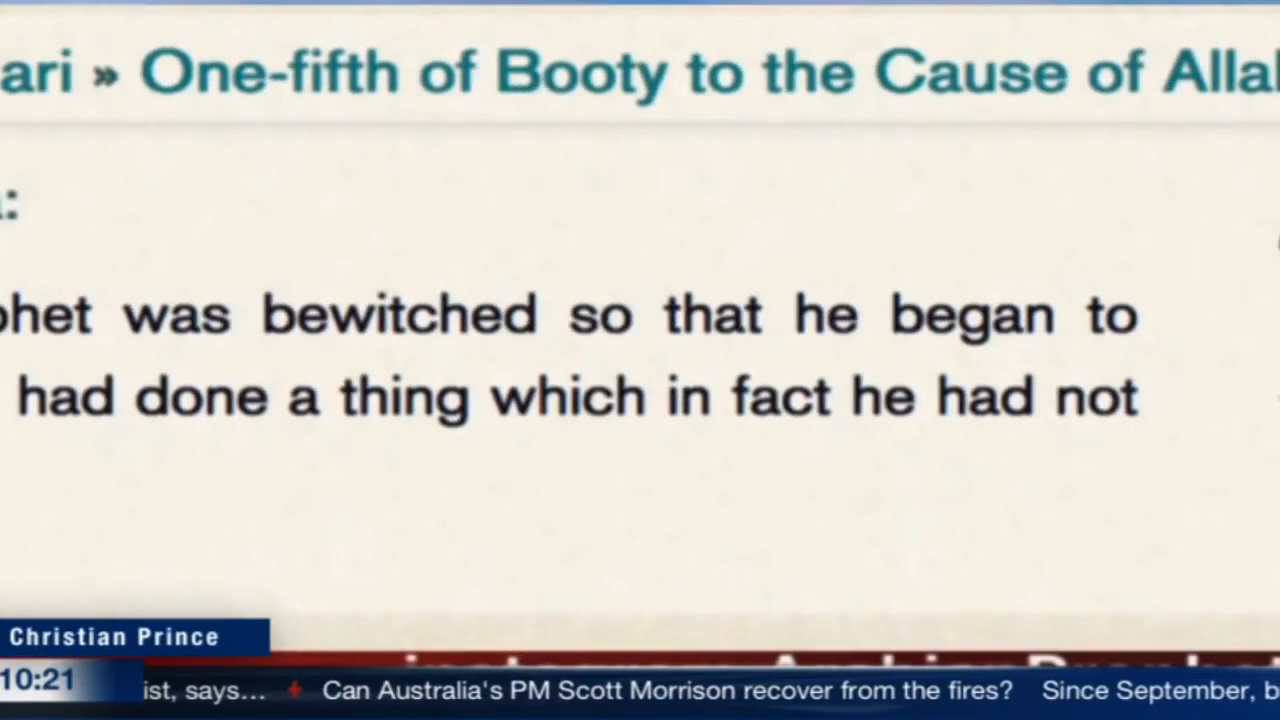 ari » One-fifth of Booty to the Cause of Alla
:
phet was bewitched so that he began to
had done a thing which in fact he had not
Christian Prince
10:21
ist, says... Can Australia's PM Scott Morrison recover from the fires? Since September, b